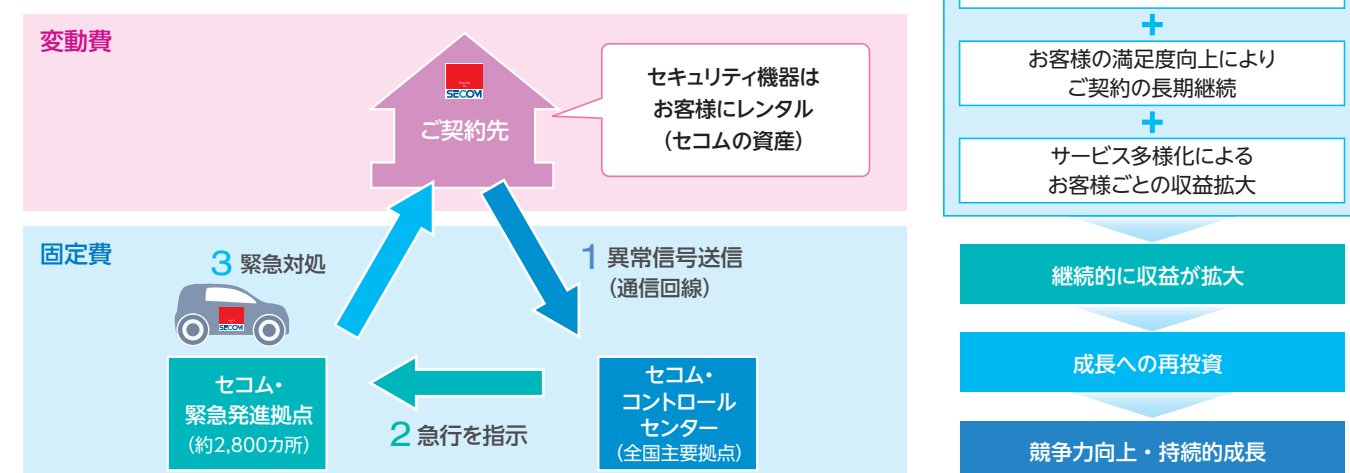 変動費
SECOM
ご契約先
セキュリティ機器は
お客様にレンタル
(セコムの資産)
固定費
3 緊急対処
SECOM
1 異常信号送信
(通信回線)
セコム・
緊急発進拠点
(約2,800カ所)
2 急行を指示
セコム・
コントロール
センター
(全国主要拠点)
+
お客様の満足度向上により
ご契約の長期継続
+
サービス多様化による
お客様ごとの収益拡大
継続的に収益が拡大
成長への再投資
競争力向上・持続的成長